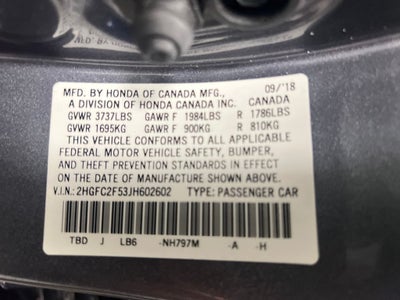 MFD. BY HONDA OF CANADA MFG., 09/'18
A DIVISION OF HONDA CANADA INC. CANADA
GVWR 3737LBS GAWR F 1984LBS R 1786LBS
GVWR 1695KG GAWR F 900KG R 810KG
THIS VEHICLE CONFORMS TO ALL APPLICABLE
FEDERAL MOTOR VEHICLE SAFETY, BUMPER,
AND THEFT PREVENTION STANDARDS IN EFFECT
ON THE DATE OF MANUFACTURE SHOWN ABOVE.
V.I.N.: 2HGFC2F53JH602602 TYPE: PASSENGER CAR
TBD J LB6 -NH797M -A -H